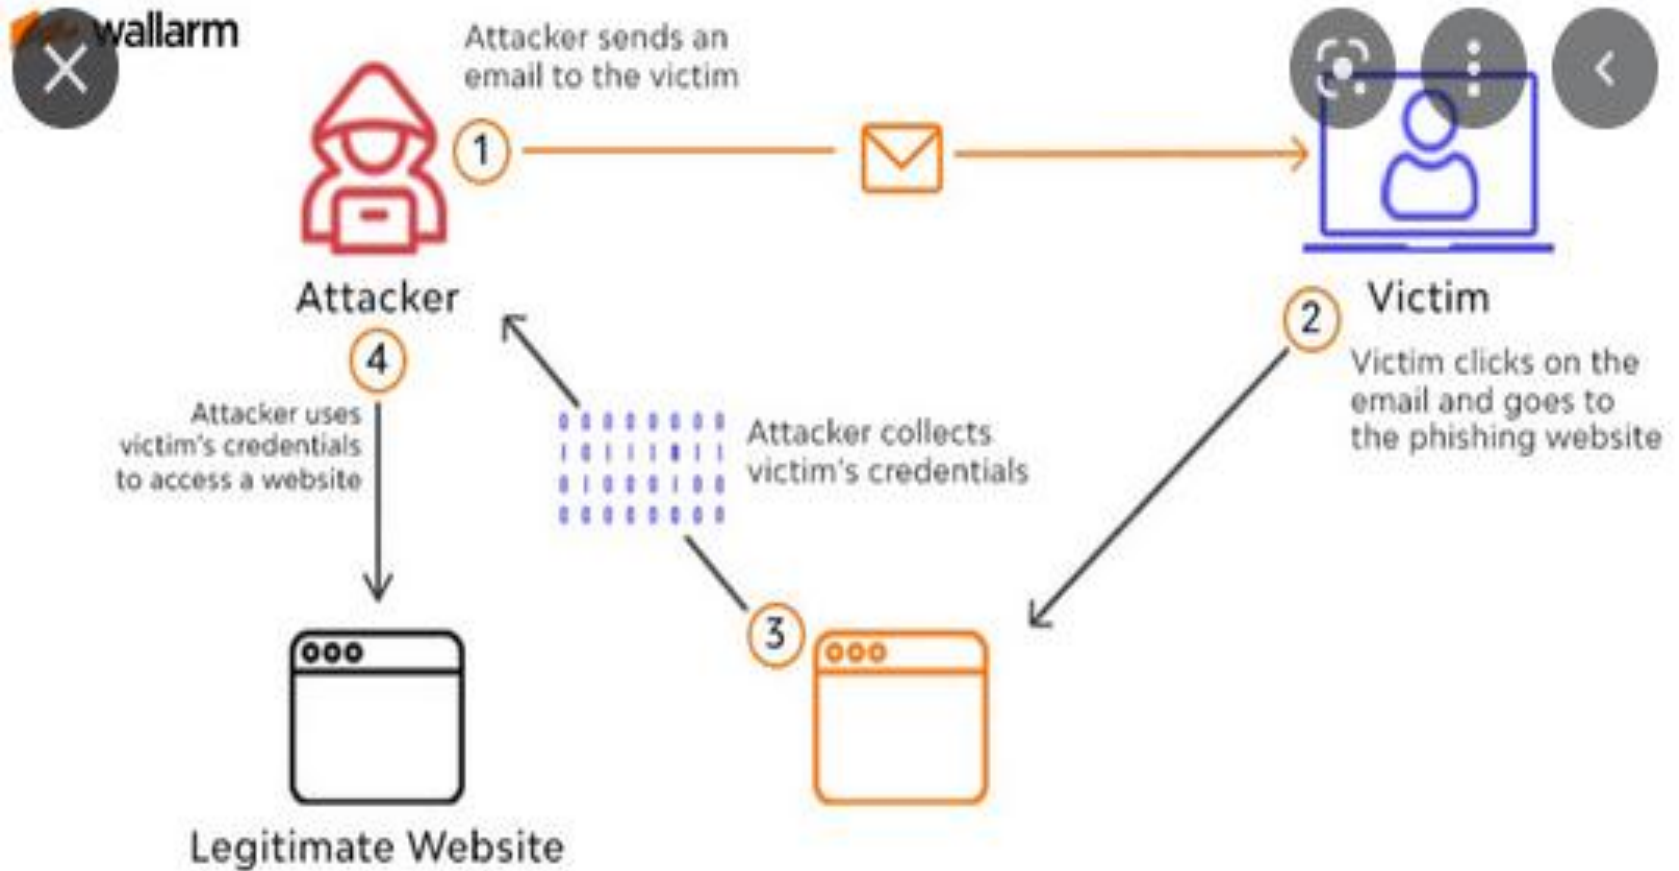 wallarm
Attacker sends an
email to the victim
1
Attacker
Victim
2
Victim clicks on the
email and goes to
the phishing website
4
Attacker uses
victim's credentials
to access a website
Attacker collects
victim's credentials
3
Legitimate Website